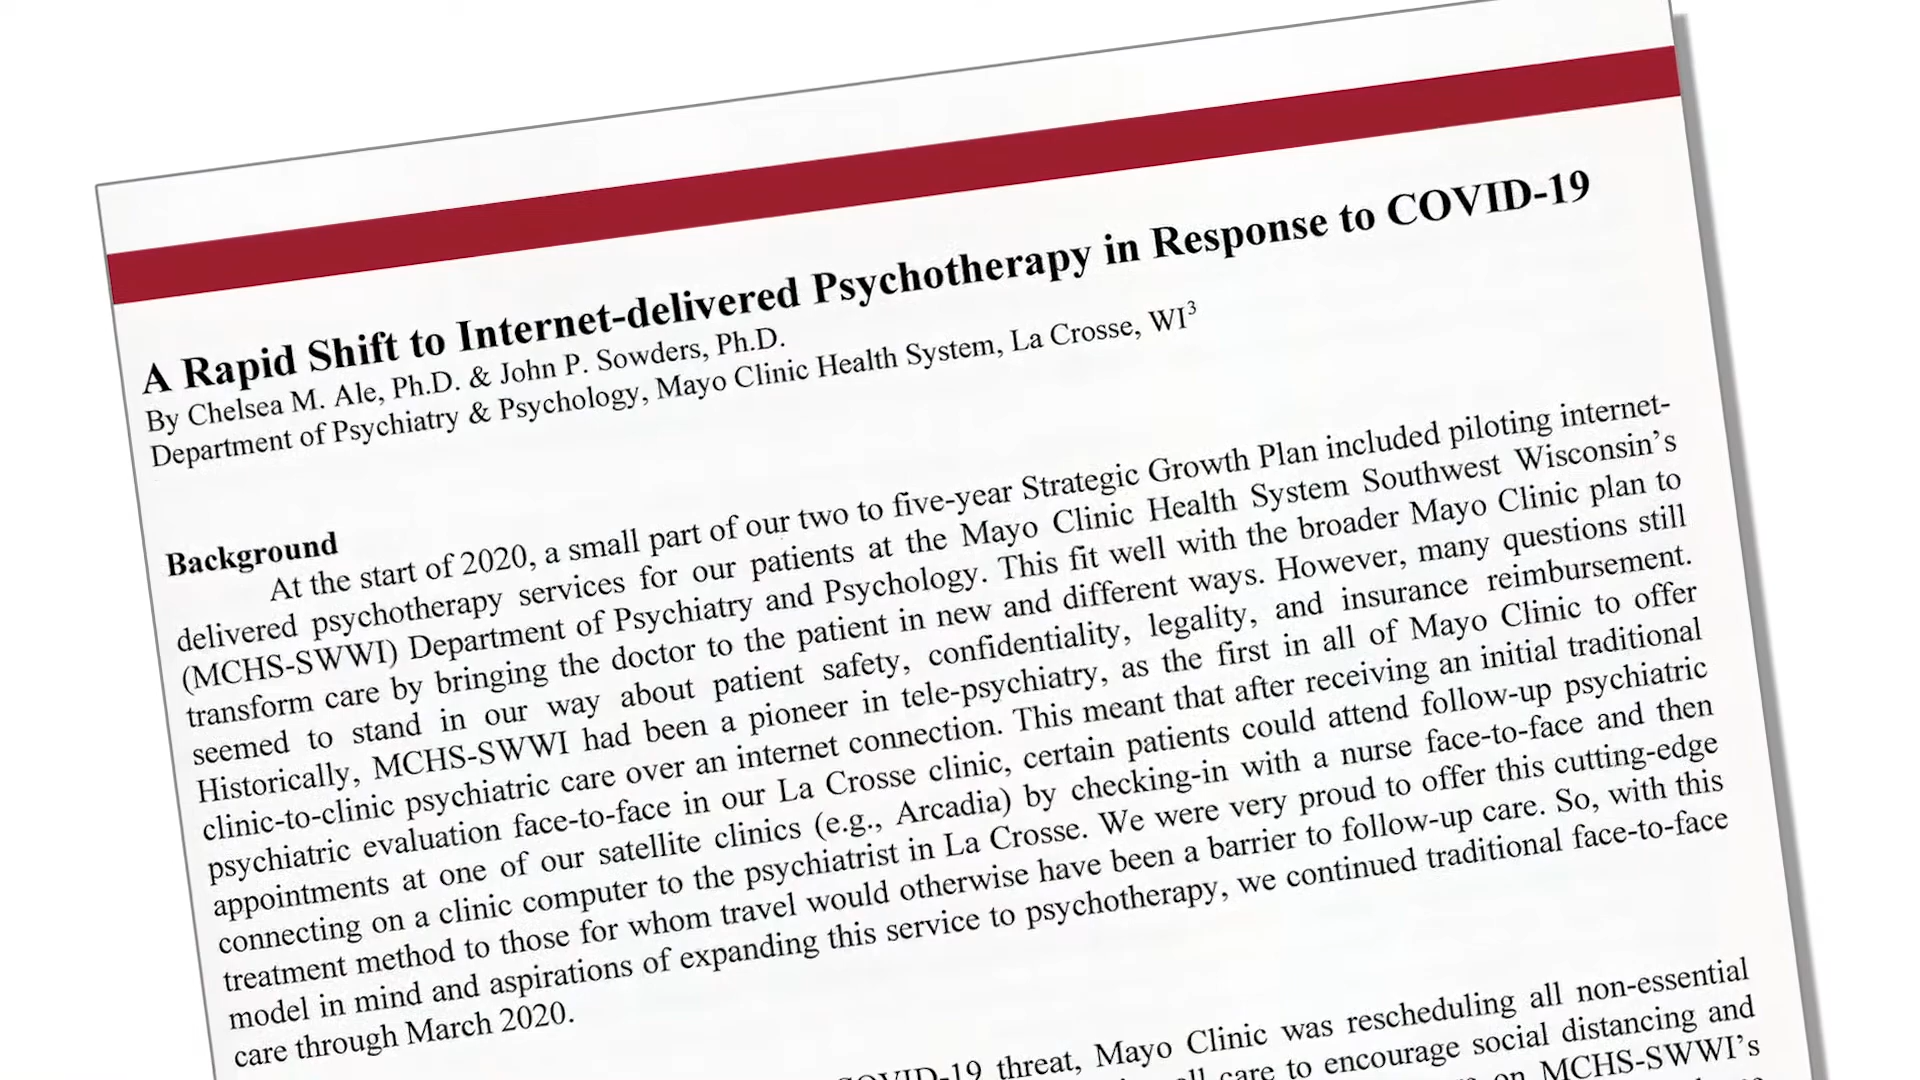 A Rapid Shift to Internet-delivered Psychotherapy in Response to COVID-19
By Chelsea M. Ale, Ph.D. & John P. Sowders, Ph.D.
Department of Psychiatry & Psychology, Mayo Clinic Health System, La Crosse, WI³
Background
At the start of 2020, a small part of our two to five-year Strategic Growth Plan included piloting internet-
delivered psychotherapy services for our patients at the Mayo Clinic Health System Southwest Wisconsin's
(MCHS-SWWI) Department of Psychiatry and Psychology. This fit well with the broader Mayo Clinic plan to
transform care by bringing the doctor to the patient in new and different ways. However, many questions still
seemed to stand in our way about patient safety, confidentiality, legality, and insurance reimbursement.
Historically, MCHS-SWWI had been a pioneer in tele-psychiatry, as the first in all of Mayo Clinic to offer
clinic-to-clinic psychiatric care over an internet connection. This meant that after receiving an initial traditional
psychiatric evaluation face-to-face in our La Crosse clinic, certain patients could attend follow-up psychiatric
appointments at one of our satellite clinics (e.g., Arcadia) by checking-in with a nurse face-to-face and then
connecting on a clinic computer to the psychiatrist in La Crosse. We were very proud to offer this cutting-edge
treatment method to those for whom travel would otherwise have been a barrier to follow-up care. So, with this
model in mind and aspirations of expanding this service to psychotherapy, we continued traditional face-to-face
care through March 2020.
COVID-19 threat, Mayo Clinic was rescheduling all non-essential
care to encourage social distancing and
on MCHS-SWWI's